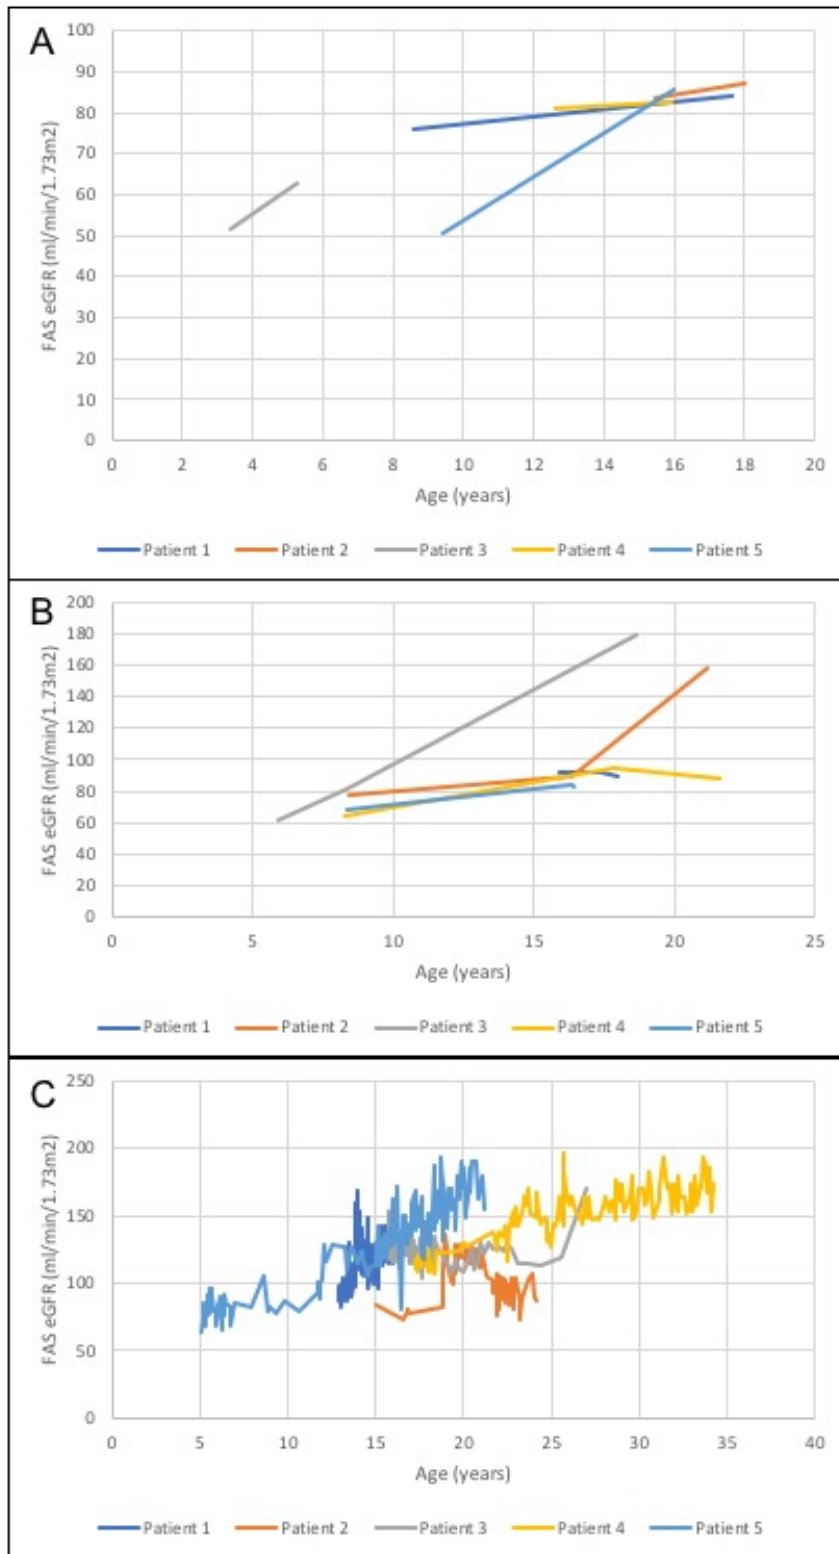 A
100
90
80
70
60
50
40
30
20
10
0
FAS eGFR (ml/min/1.73m2)
0 2 4 6 8 10 12 14 16 18 20
Age (years)
Patient 1 Patient 2 Patient 3 Patient 4 Patient 5
B
200
180
160
140
120
100
80
60
40
20
0
FAS eGFR (ml/min/1.73m2)
0 5 10 15 20 25
Age (years)
Patient 1 Patient 2 Patient 3 Patient 4 Patient 5
C
250
200
150
100
50
0
FAS eGFR (ml/min/1.73m2)
0 5 10 15 20 25 30 35 40
Age (years)
Patient 1 Patient 2 Patient 3 Patient 4 Patient 5